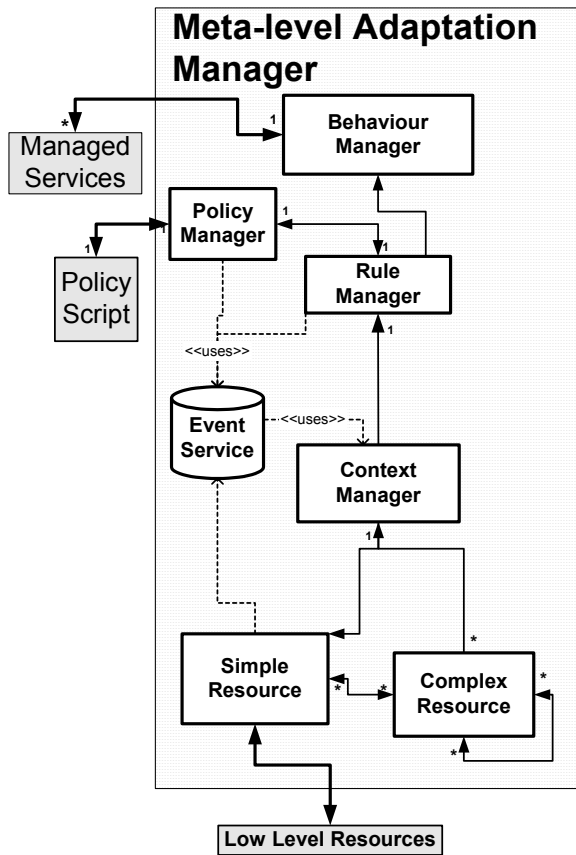 Meta-level Adaptation
Manager
*
1
Behaviour
Manager
Managed
Services
Policy
Manager
1
1
1
1
Policy
Script
Rule
Manager
1
<<uses>>
<<uses>>
Event
Service
Context
Manager
1
*
Simple
Resource
*
*
Complex
Resource
*
*
Low Level Resources